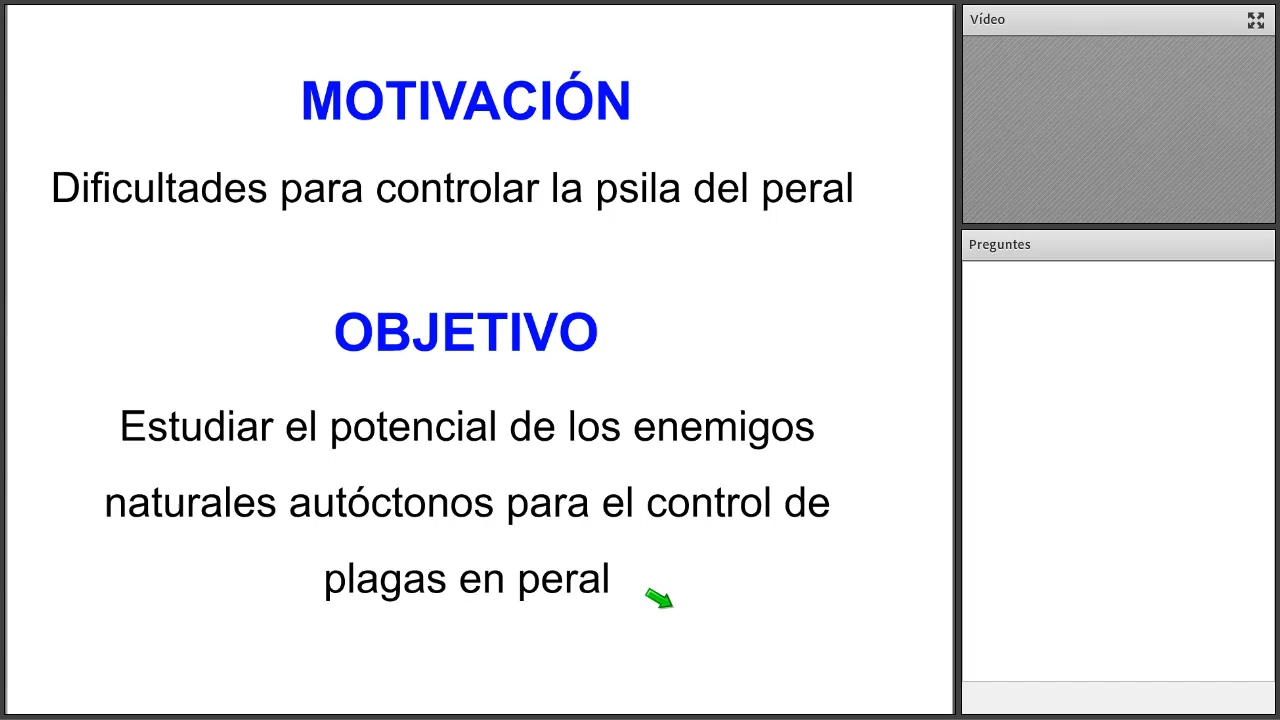 MOTIVACIÓN
Dificultades para controlar la psila del peral
OBJETIVO
Estudiar el potencial de los enemigos
naturales autóctonos para el control de
plagas en peral
Vídeo
Preguntes